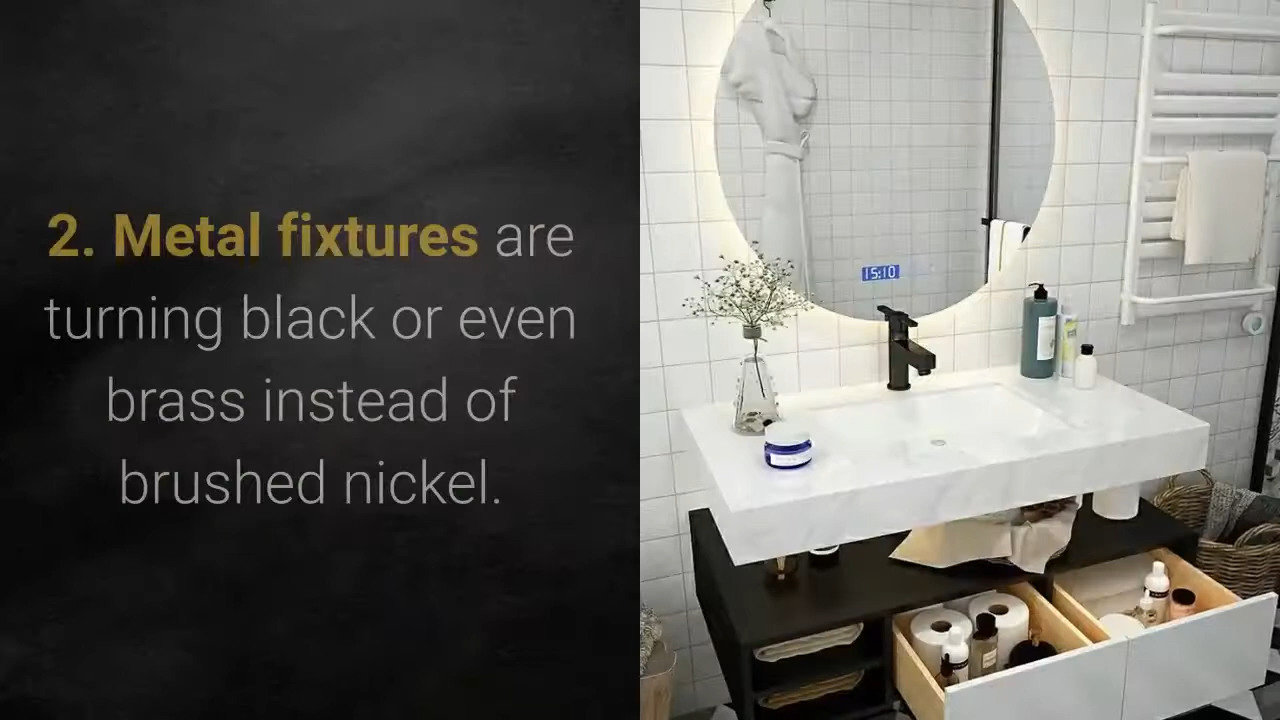 2. Metal fixtures are
turning black or even
brass instead of
brushed nickel.
15:10